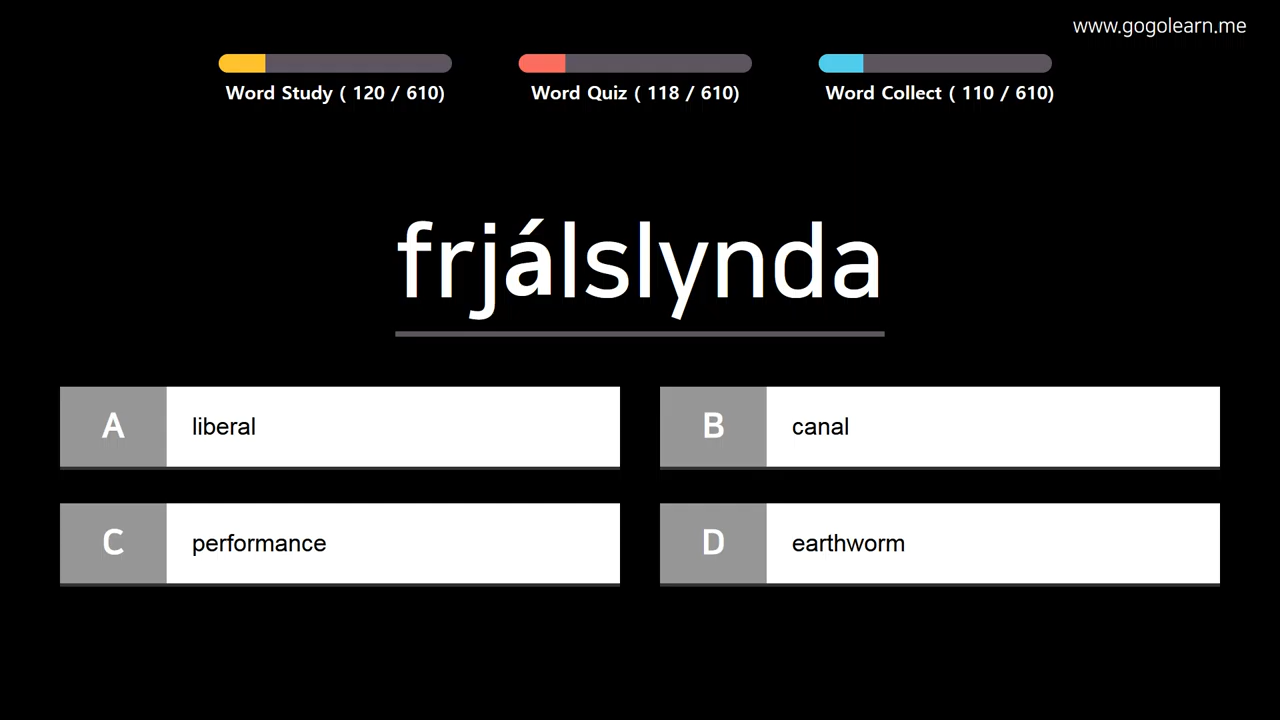 www.gogolearn.me
Word Study ( 120 / 610)
Word Quiz ( 118 / 610)
Word Collect ( 110 / 610)
frjálslynda
A liberal
B canal
C performance
D earthworm